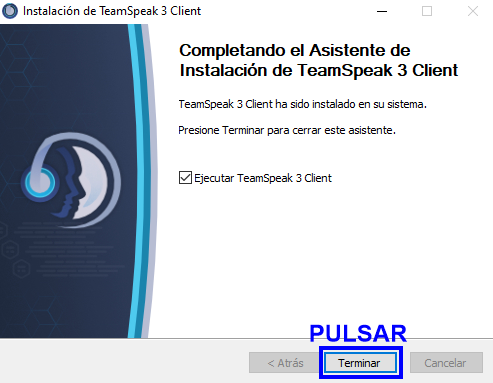 Instalación de TeamSpeak 3 Client
Completando el Asistente de
Instalación de TeamSpeak 3 Client
TeamSpeak 3 Client ha sido instalado en su sistema.
Presione Terminar para cerrar este asistente.
Ejecutar TeamSpeak 3 Client
PULSAR
< Atrás Terminar Cancelar